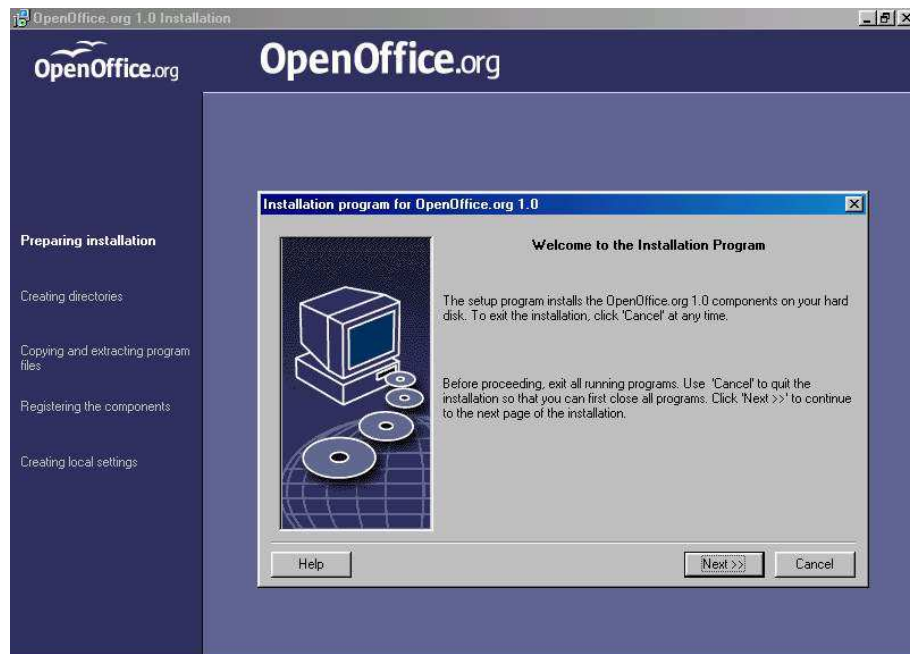 OpenOffice.org 1.0 Installation
OpenOffice.org
OpenOffice.org
Preparing installation
Creating directories
Copying and extracting program
files
Registering the components
Creating local settings
Installation program for OpenOffice.org 1.0
Welcome to the Installation Program
The setup program installs the OpenOffice.org 1.0 components on your hard
disk. To exit the installation, click 'Cancel' at any time.
Before proceeding, exit all running programs. Use 'Cancel' to quit the
installation so that you can first close all programs. Click 'Next >>' to continue
to the next page of the installation.
Help
Next >>
Cancel